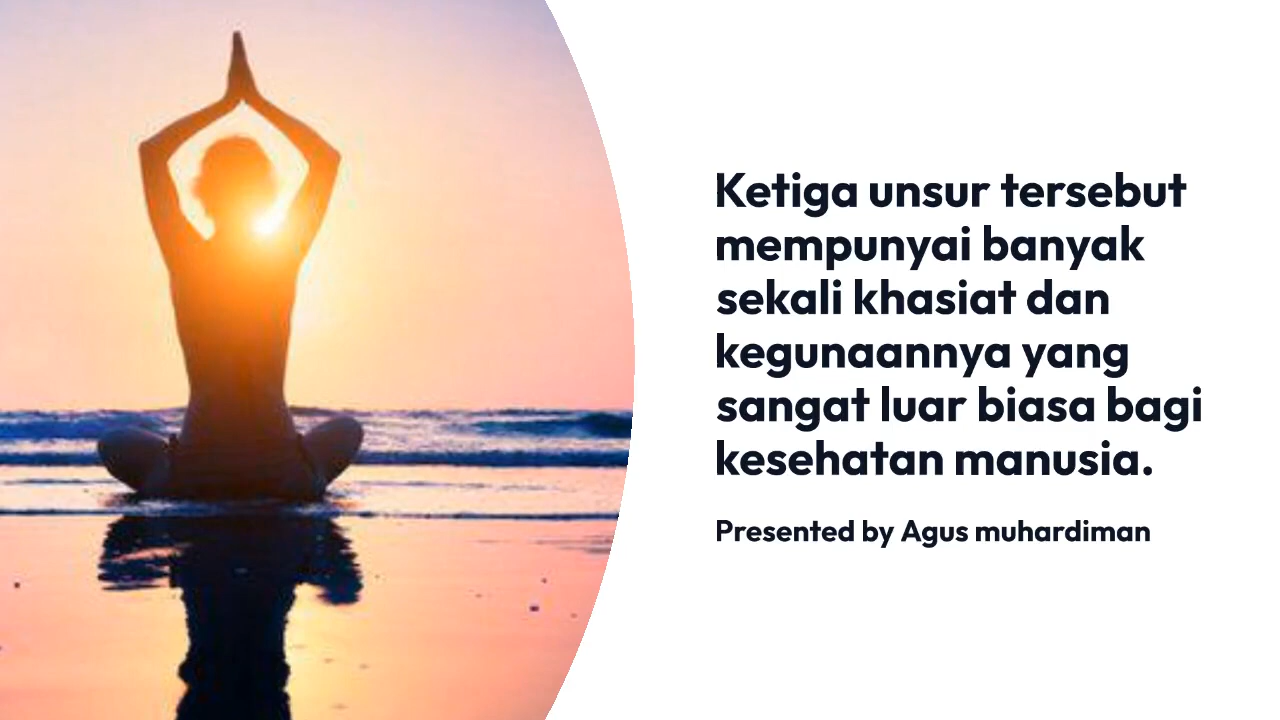 Ketiga unsur tersebut
mempunyai banyak
sekali khasiat dan
kegunaannya yang
sangat luar biasa bagi
kesehatan manusia.
Presented by Agus muhardiman